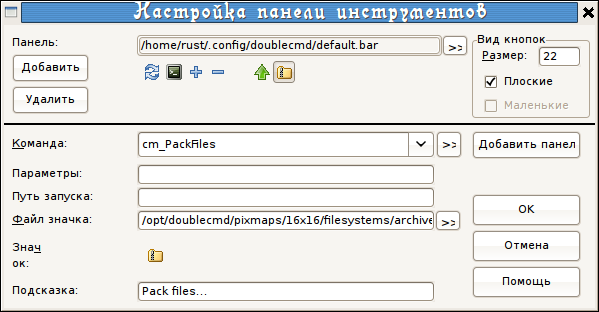 Настройка панели инструментов
Панель:
/home/rust/.config/doublecmd/default.bar
>>
Вид кнопок
Размер:
22
Добавить
Плоские
Удалить
Маленькие
Команда:
cm_PackFiles
>>
Добавить панел
Параметры:
Путь запуска:
Файл значка:
/opt/doublecmd/pixmaps/16x16/filesystems/archive
>>
OK
Знач
ок:
Отмена
Помощь
Подсказка:
Pack files...